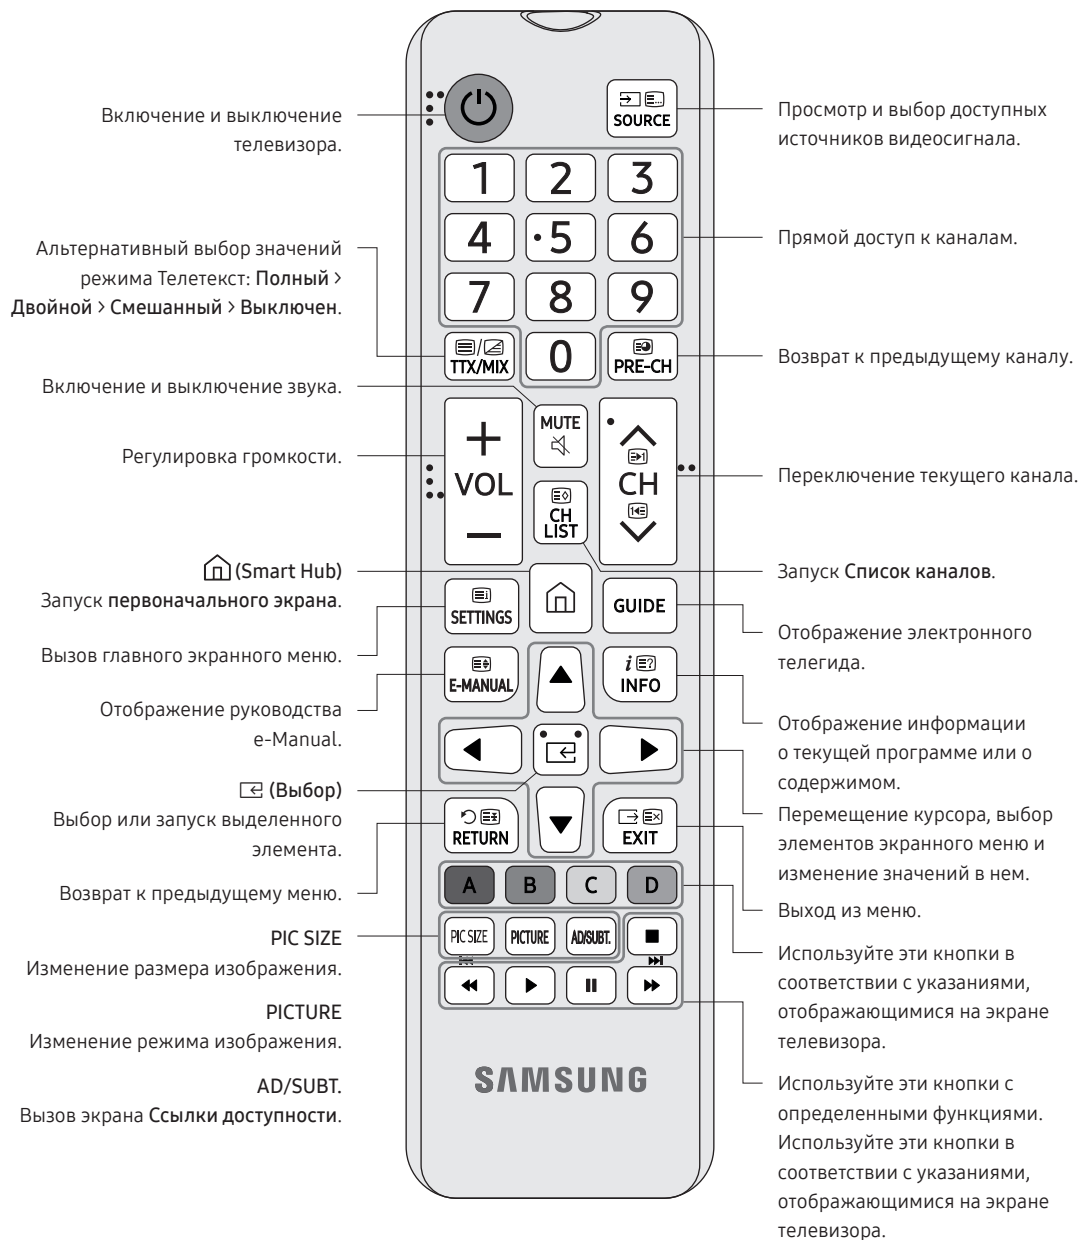 Включение и выключение
телевизора.
Альтернативный выбор значений
режима Телетекст: Полный >
Двойной > Смешанный > Выключен.
Включение и выключение звука.
Регулировка громкости.
(Smart Hub)
Запуск первоначального экрана.
Вызов главного экранного меню.
Отображение руководства
e-Manual.
(Выбор)
Выбор или запуск выделенного
элемента.
Возврат к предыдущему меню.
PIC SIZE
Изменение размера изображения.
PICTURE
Изменение режима изображения.
AD/SUBT.
Вызов экрана Ссылки доступности.
SOURCE
1 2 3
4 5 6
7 8 9
TTX/MIX 0 PRE-CH
MUTE
VOL
CH
CH
LIST
SETTINGS
GUIDE
E-MANUAL
INFO
RETURN
EXIT
A B C D
PIC SIZE PICTURE AD/SUBT.
SAMSUNG
Просмотр и выбор доступных
источников видеосигнала.
Прямой доступ к каналам.
Возврат к предыдущему каналу.
Переключение текущего канала.
Запуск Список каналов.
Отображение электронного
телегида.
Отображение информации
о текущей программе или о
содержимом.
Перемещение курсора, выбор
элементов экранного меню и
изменение значений в нем.
Выход из меню.
Используйте эти кнопки в
соответствии с указаниями,
отображающимися на экране
телевизора.
Используйте эти кнопки с
определенными функциями.
Используйте эти кнопки в
соответствии с указаниями,
отображающимися на экране
телевизора.